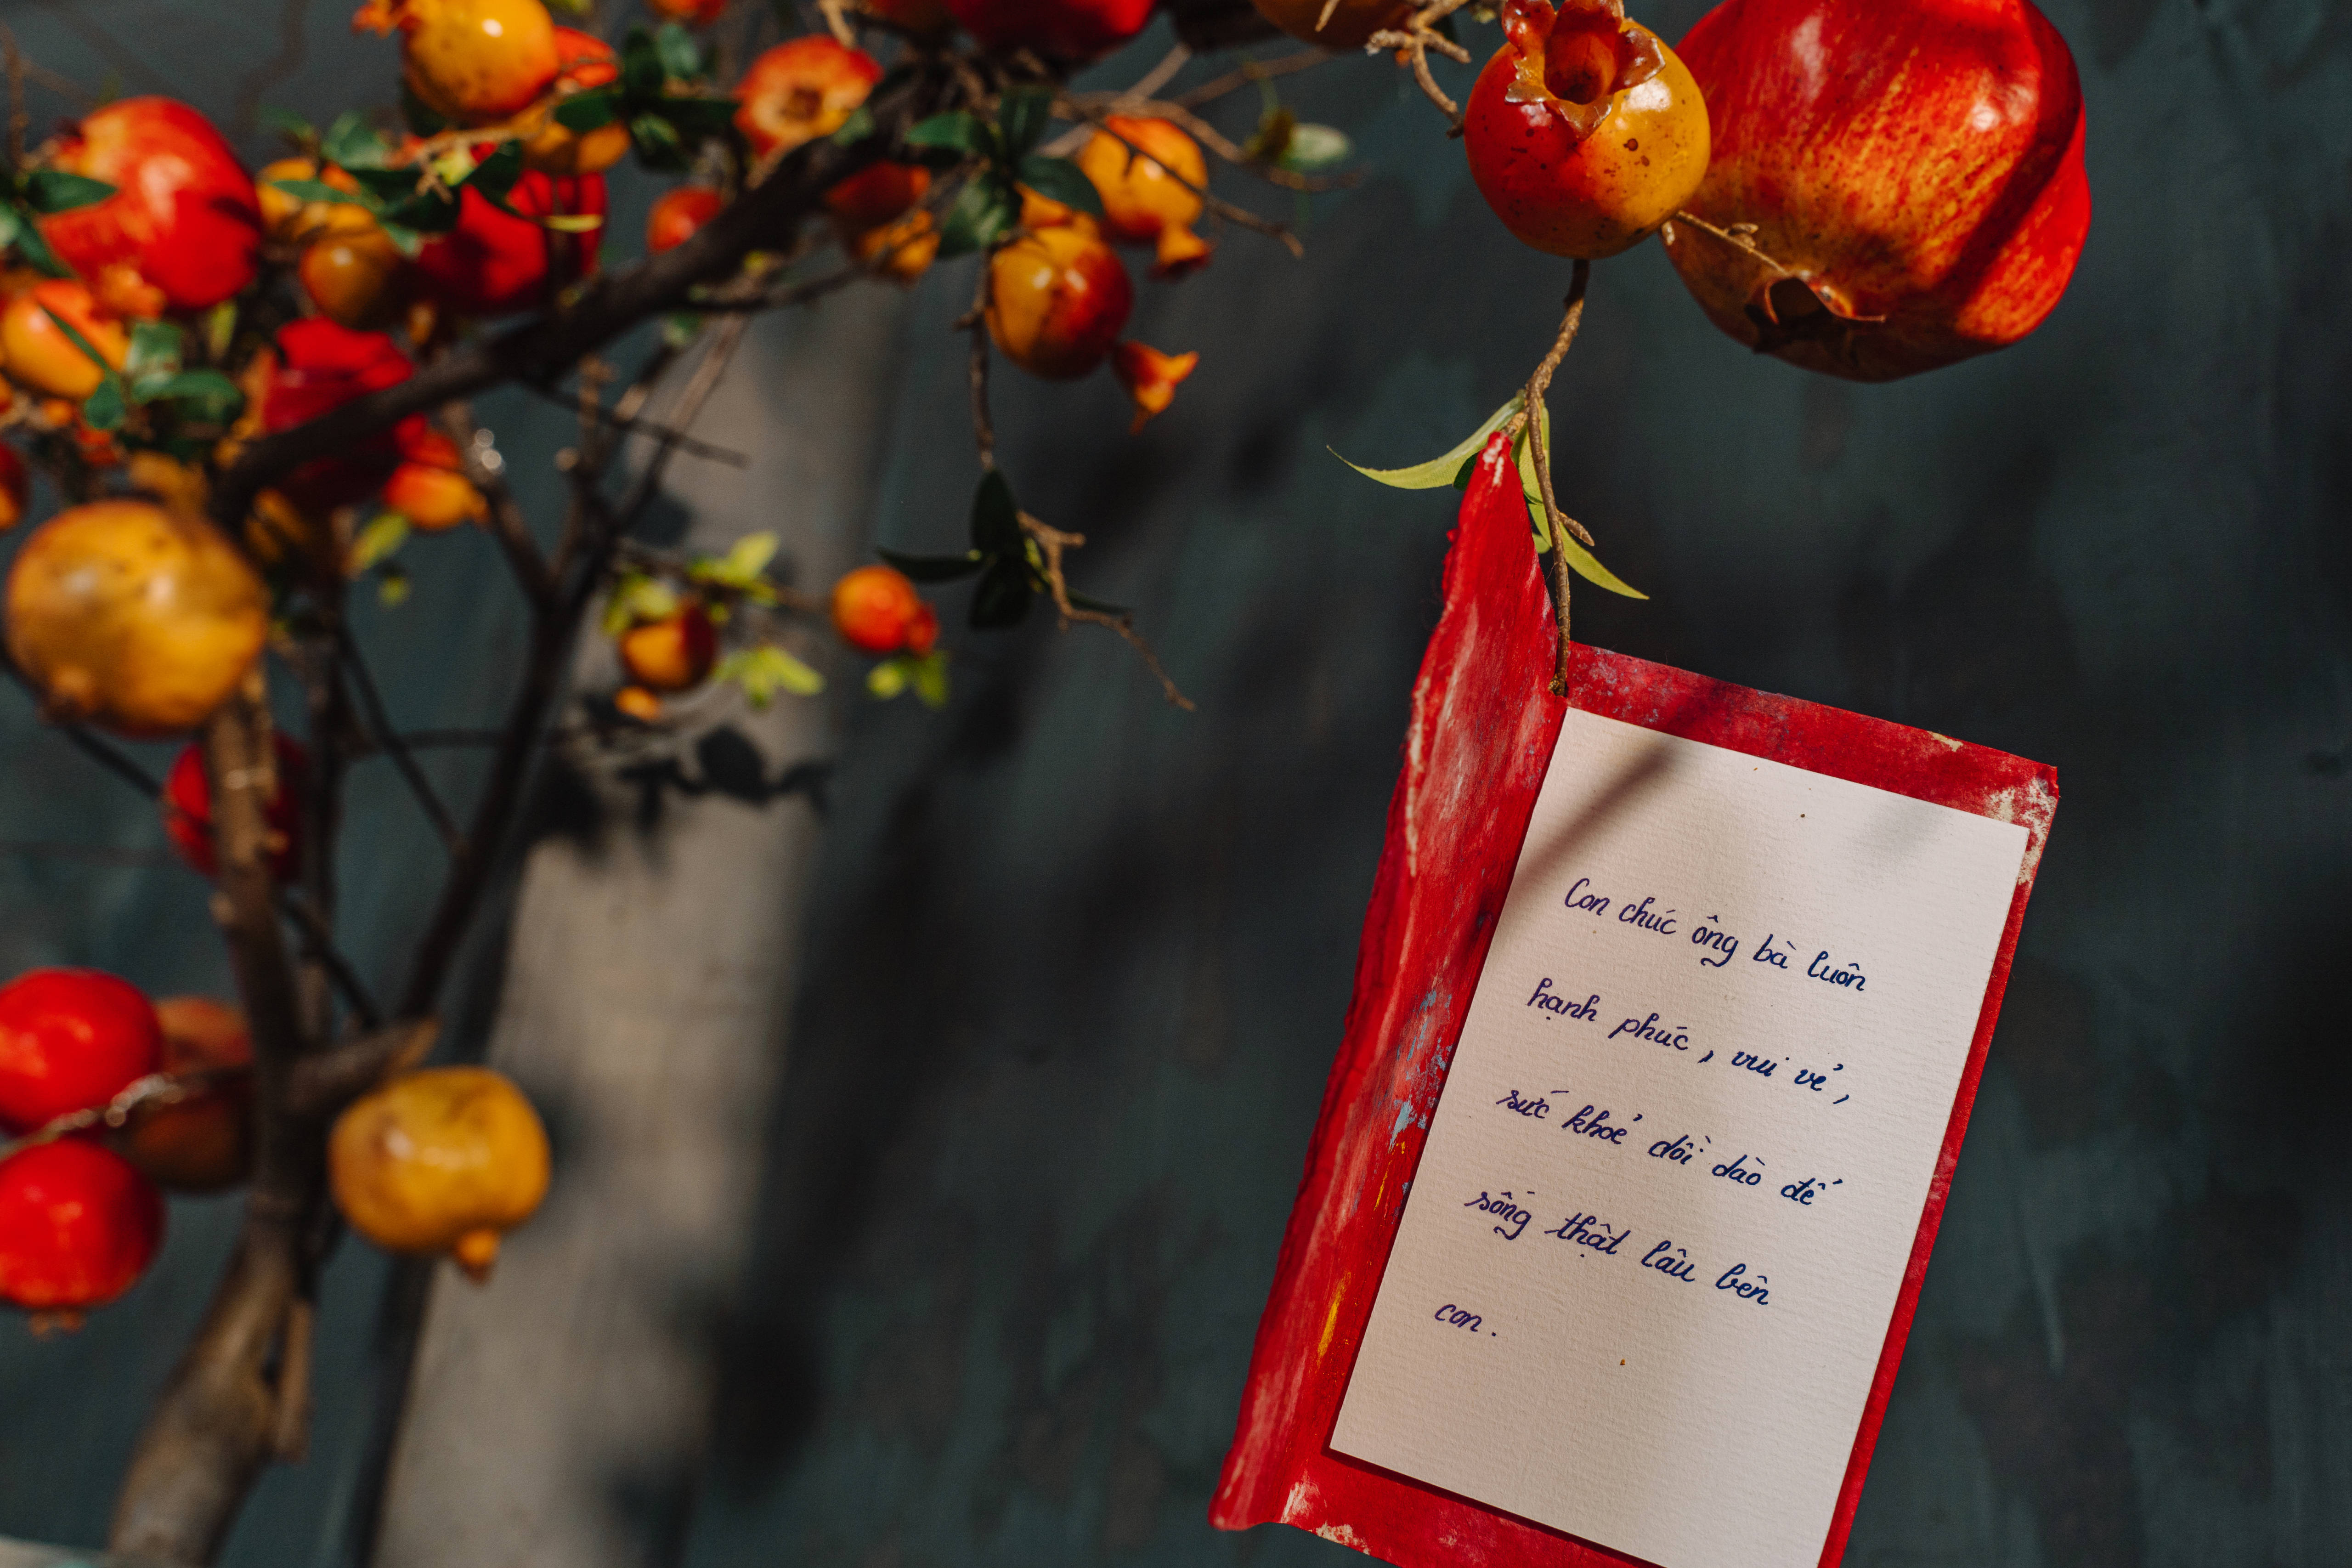 Con chúc ông bà luôn
hạnh phúc, vui vẻ,
sức khoẻ dồi dào để
sống thật lâu bên
con.